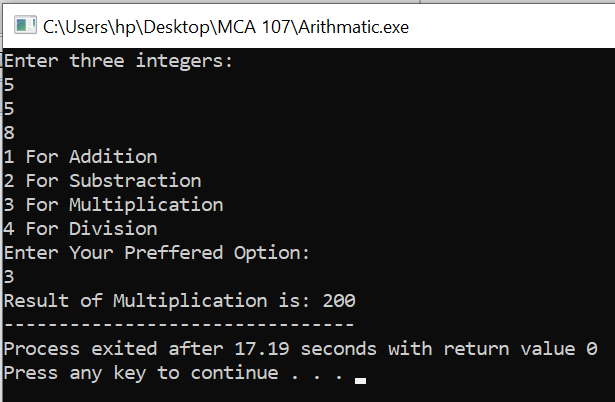 C:\Users\hp\Desktop\MCA 107\Arithmatic.exe
Enter three integers:
5
5
8
1 For Addition
2 For Substraction
3 For Multiplication
4 For Division
Enter Your Preffered Option:
3
Result of Multiplication is: 200
--------------------------------
Process exited after 17.19 seconds with return value 0
Press any key to continue . . .